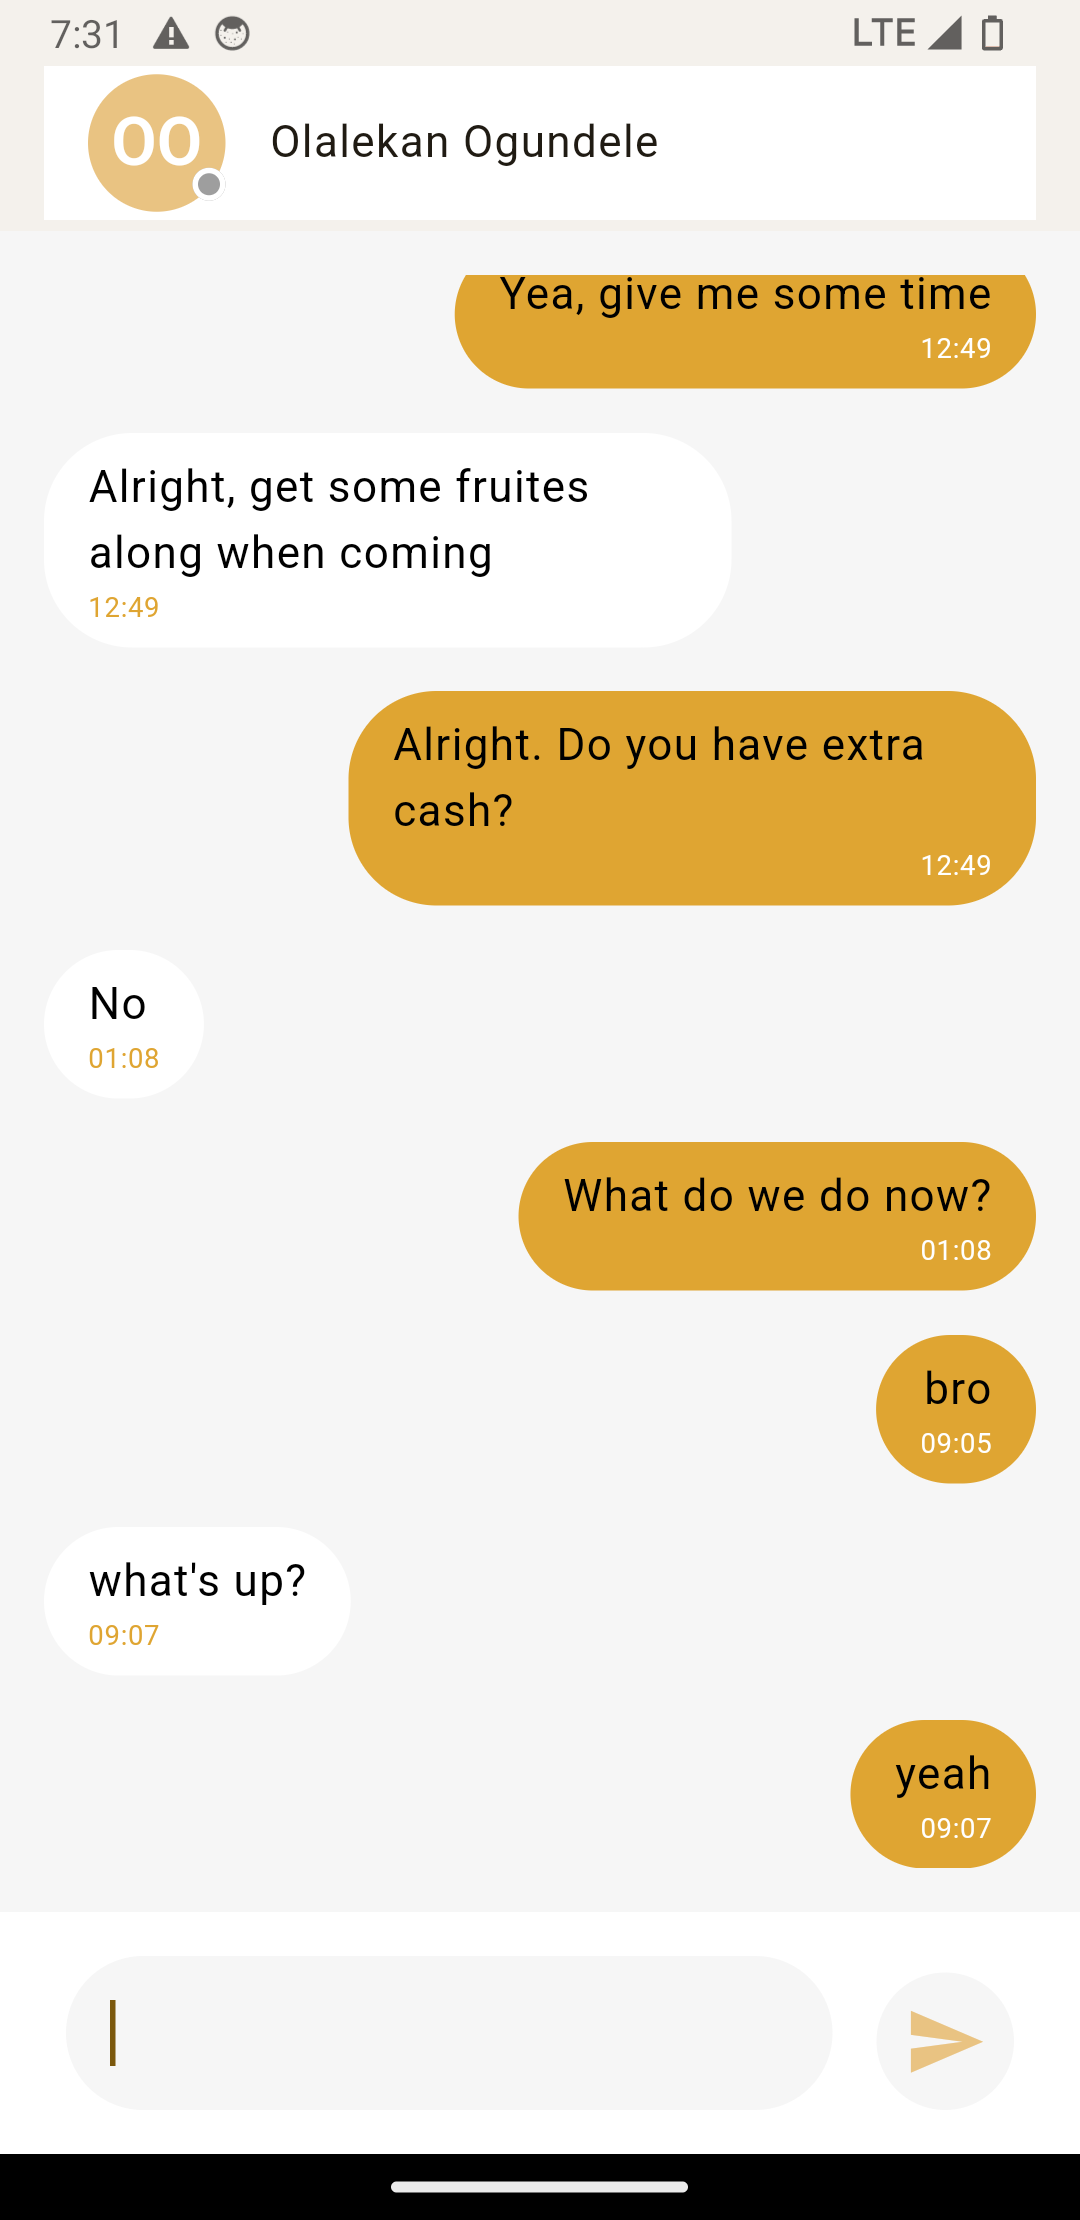 7:31
LTE
OO
Olalekan Ogundele
Yea, give me some time
12:49
Alright, get some fruites
along when coming
12:49
Alright. Do you have extra
cash?
12:49
No
01:08
What do we do now?
01:08
bro
09:05
what's up?
09:07
yeah
09:07